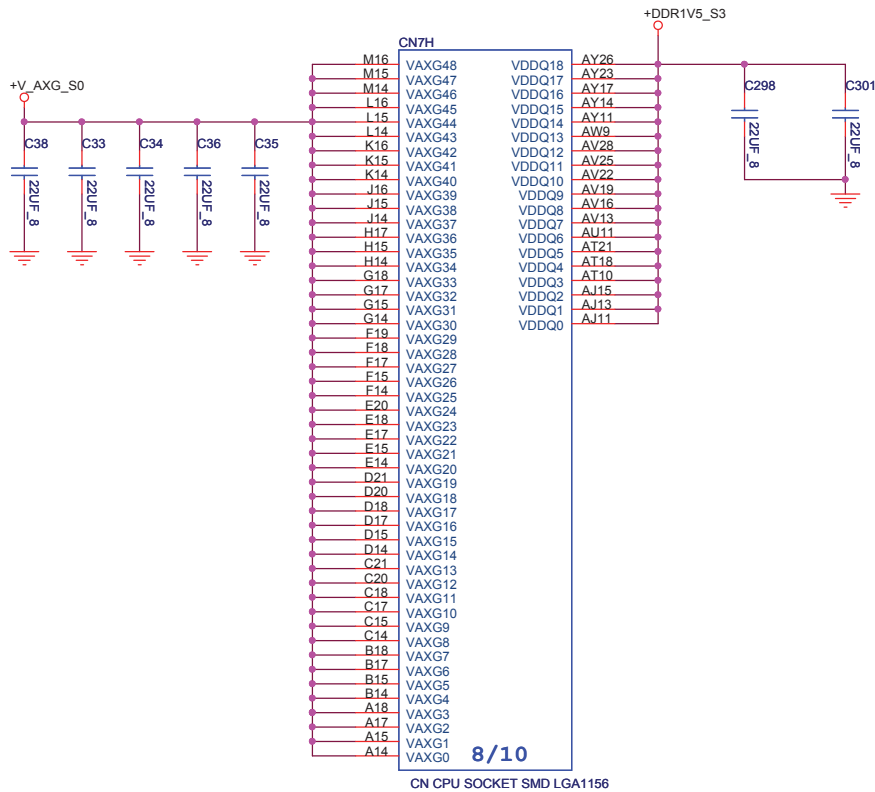 +DDR1V5_S3
CN7H
+V_AXG_S0
M16 VAXG48 VDDQ18 AY26
M15 VAXG47 VDDQ17 AY23
M14 VAXG46 VDDQ16 AY17
L16 VAXG45 VDDQ15 AY14
L15 VAXG44 VDDQ14 AY11
L14 VAXG43 VDDQ13 AW9
K16 VAXG42 VDDQ12 AV28
K15 VAXG41 VDDQ11 AV25
K14 VAXG40 VDDQ10 AV22
J16 VAXG39 VDDQ9 AV19
J15 VAXG38 VDDQ8 AV16
J14 VAXG37 VDDQ7 AV13
H17 VAXG36 VDDQ6 AU11
H15 VAXG35 VDDQ5 AT21
H14 VAXG34 VDDQ4 AT18
G18 VAXG33 VDDQ3 AT10
G17 VAXG32 VDDQ2 AJ15
G15 VAXG31 VDDQ1 AJ13
G14 VAXG30 VDDQ0 AJ11
F19 VAXG29
F18 VAXG28
F17 VAXG27
F15 VAXG26
F14 VAXG25
E20 VAXG24
E18 VAXG23
E17 VAXG22
E15 VAXG21
E14 VAXG20
D21 VAXG19
D20 VAXG18
D18 VAXG17
D17 VAXG16
D15 VAXG15
D14 VAXG14
C21 VAXG13
C20 VAXG12
C18 VAXG11
C17 VAXG10
C15 VAXG9
C14 VAXG8
B18 VAXG7
B17 VAXG6
B15 VAXG5
B14 VAXG4
A18 VAXG3
A17 VAXG2
A15 VAXG1
A14 VAXG0
C38 C33 C34 C36 C35
22UF_8 22UF_8 22UF_8 22UF_8 22UF_8
C298 C301
22UF_8 22UF_8
8/10
CN CPU SOCKET SMD LGA1156